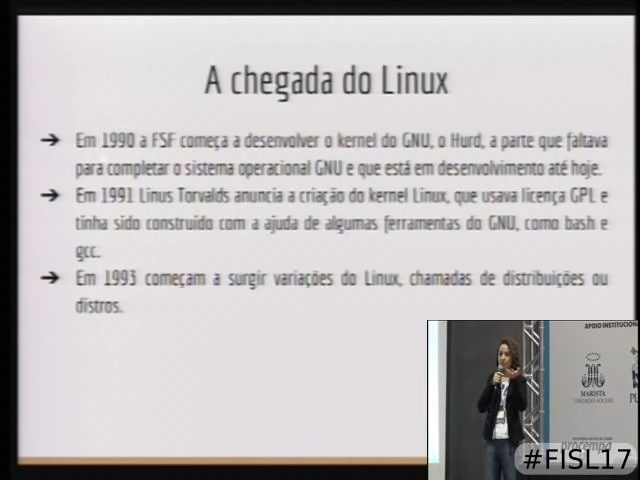 A chegada do Linux
➔ Em 1990 a FSF começa a desenvolver o kernel do GNU, o Hurd, a parte que faltava
para completar o sistema operacional GNU e que está em desenvolvimento até hoje.
➔ Em 1991 Linus Torvalds anuncia a criação do kernel Linux, que usava licença GPL e
tinha sido construído com a ajuda de algumas ferramentas do GNU, como bash e
gcc.
➔ Em 1993 começam a surgir variações do Linux, chamadas de distribuições ou
distros.
APOIO INSTITUCIONA
MARISTA
PU
procempa
#FISL17